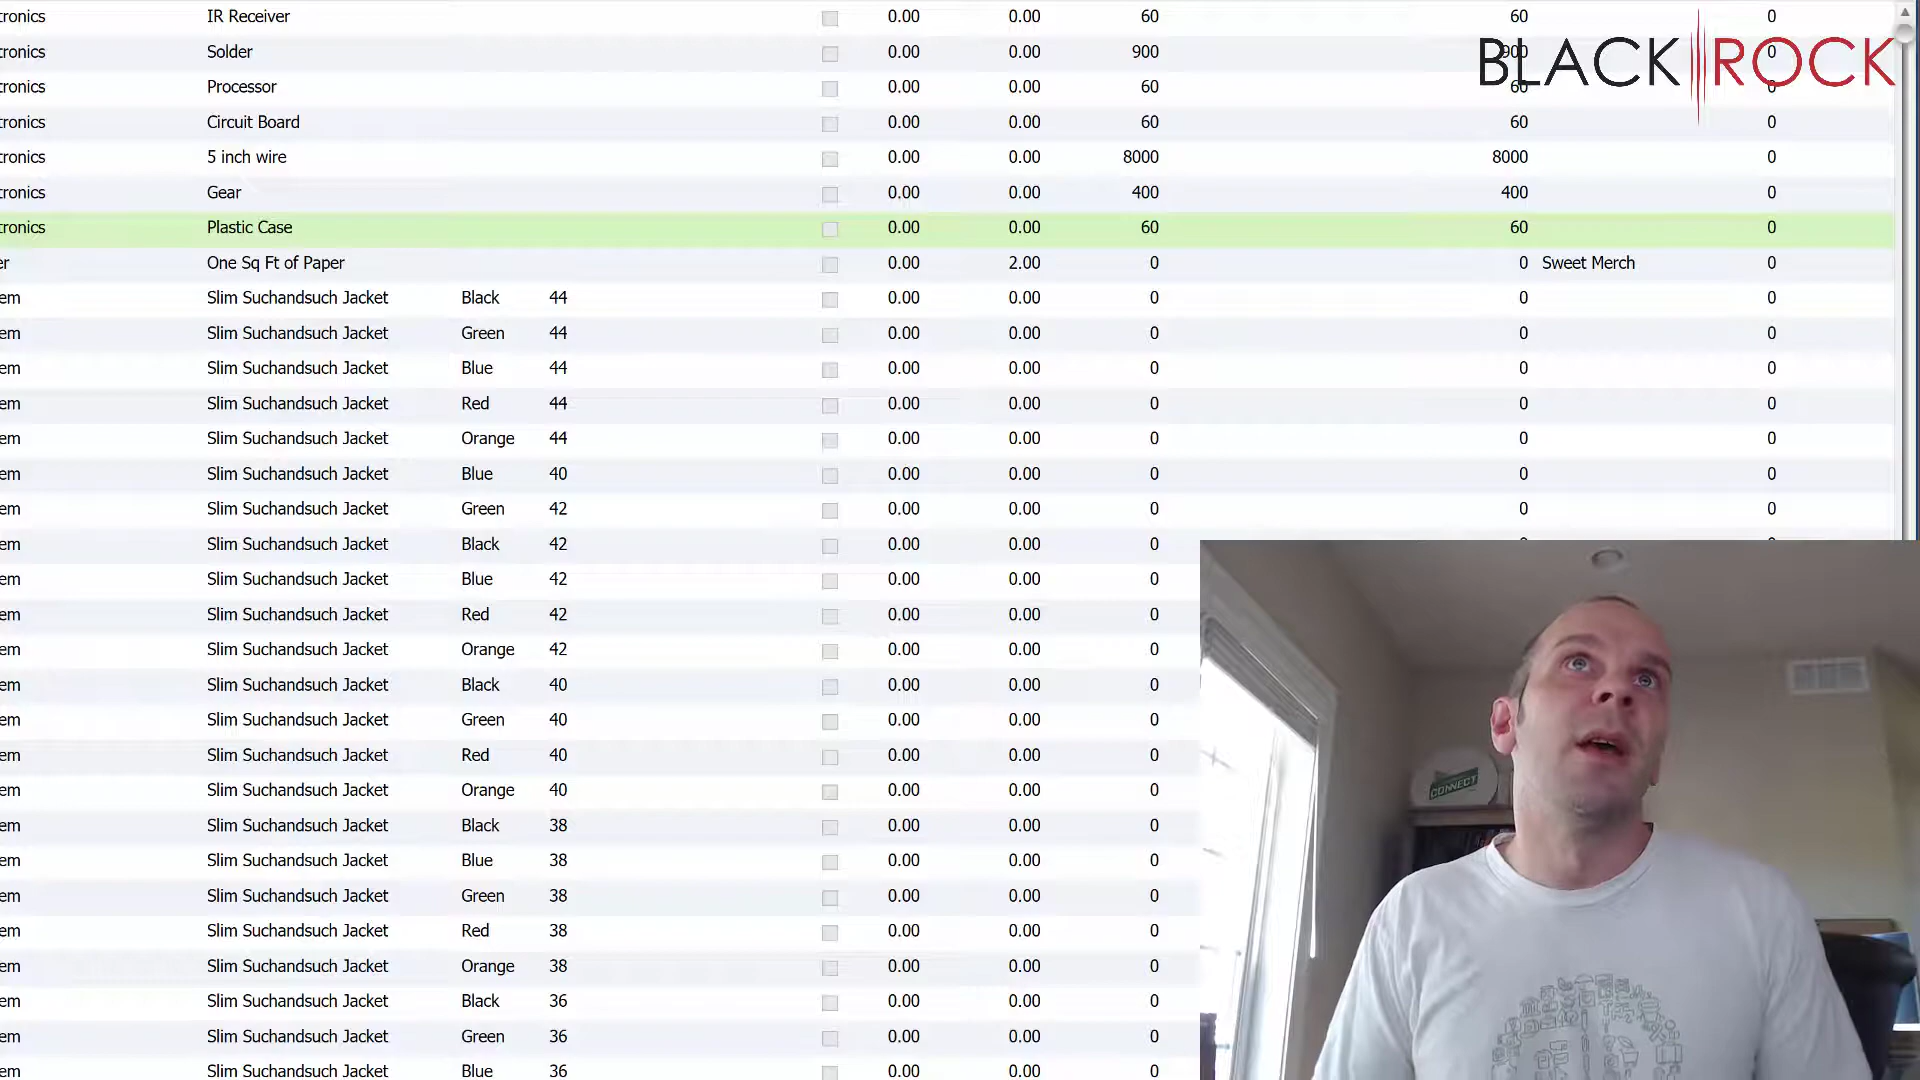 tronics IR Receiver 0.00 0.00 60 60 0
tronics Solder 0.00 0.00 900 900 0
tronics Processor 0.00 0.00 60 60 0
BLACK ROCK
tronics Circuit Board 0.00 0.00 60 60 0
tronics 5 inch wire 0.00 0.00 8000 8000 0
tronics Gear 0.00 0.00 400 400 0
tronics Plastic Case 0.00 0.00 60 60 0
er One Sq Ft of Paper 0.00 2.00 0 0 Sweet Merch 0
em Slim Suchandsuch Jacket Black 44 0.00 0.00 0 0 0
em Slim Suchandsuch Jacket Green 44 0.00 0.00 0 0 0
em Slim Suchandsuch Jacket Blue 44 0.00 0.00 0 0 0
em Slim Suchandsuch Jacket Red 44 0.00 0.00 0 0 0
em Slim Suchandsuch Jacket Orange 44 0.00 0.00 0 0 0
em Slim Suchandsuch Jacket Blue 40 0.00 0.00 0 0 0
em Slim Suchandsuch Jacket Green 42 0.00 0.00 0 0 0
em Slim Suchandsuch Jacket Black 42 0.00 0.00 0
em Slim Suchandsuch Jacket Blue 42 0.00 0.00 0
em Slim Suchandsuch Jacket Red 42 0.00 0.00 0
em Slim Suchandsuch Jacket Orange 42 0.00 0.00 0
em Slim Suchandsuch Jacket Black 40 0.00 0.00 0
em Slim Suchandsuch Jacket Green 40 0.00 0.00 0
em Slim Suchandsuch Jacket Red 40 0.00 0.00 0
CONNECT
em Slim Suchandsuch Jacket Orange 40 0.00 0.00 0
em Slim Suchandsuch Jacket Black 38 0.00 0.00 0
em Slim Suchandsuch Jacket Blue 38 0.00 0.00 0
em Slim Suchandsuch Jacket Green 38 0.00 0.00 0
em Slim Suchandsuch Jacket Red 38 0.00 0.00 0
em Slim Suchandsuch Jacket Orange 38 0.00 0.00 0
em Slim Suchandsuch Jacket Black 36 0.00 0.00 0
em Slim Suchandsuch Jacket Green 36 0.00 0.00 0
em Slim Suchandsuch Jacket Blue 36 0.00 0.00 0